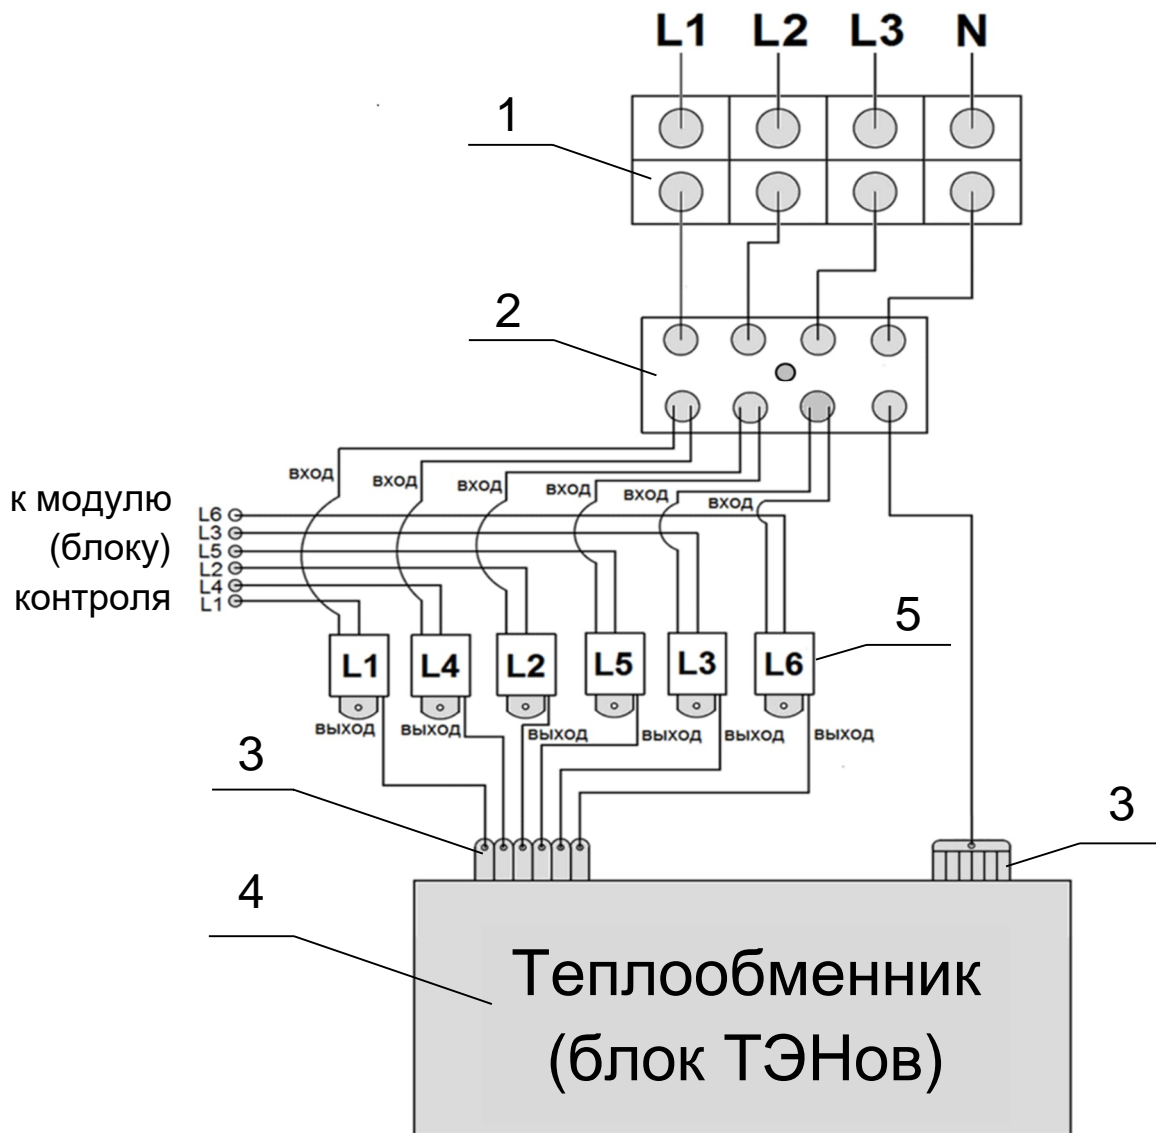 L1 L2 L3 N
1
2
вход вход вход вход вход вход
к модулю
(блоку)
контроля
L6
L3
L5
L2
L4
L1
5
L1 L4 L2 L5 L3 L6
выход выход выход выход выход выход
3
3
4
Теплообменник
(блок ТЭНов)